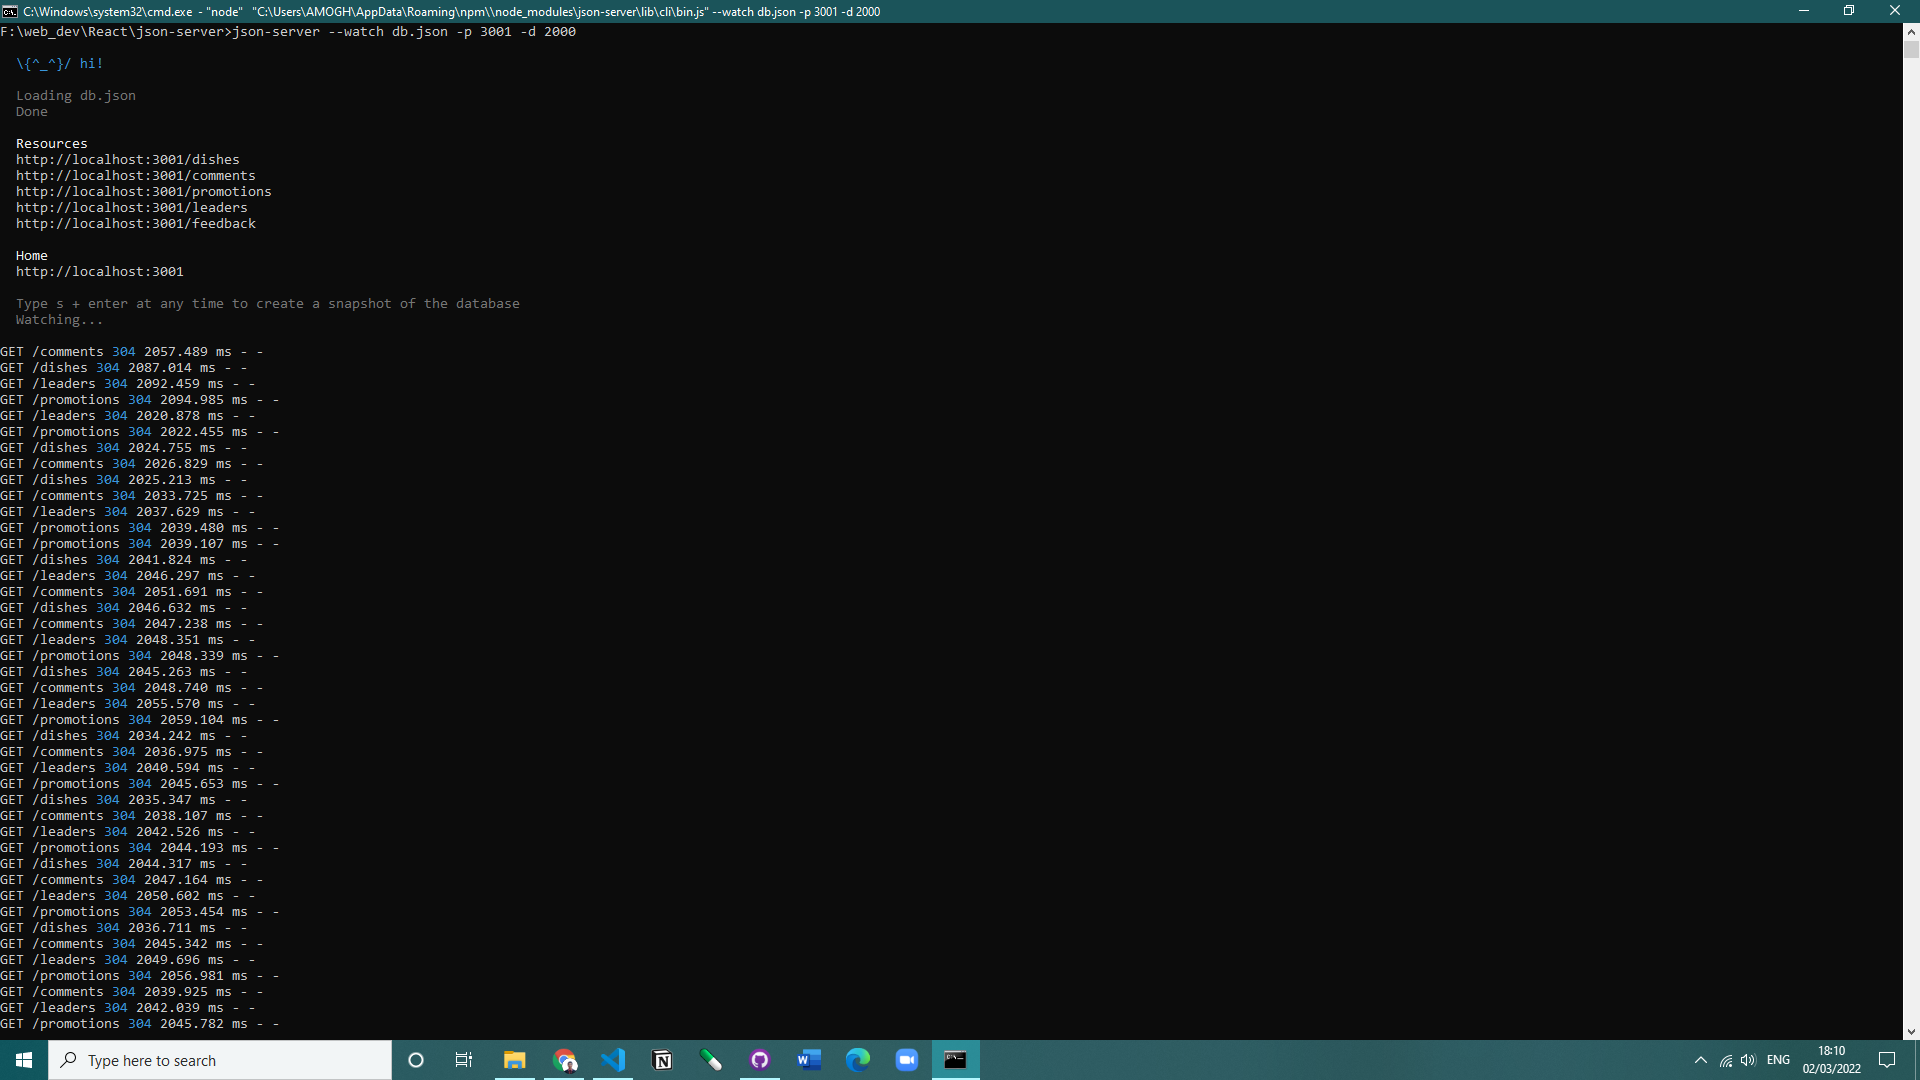 C:\Windows\system32\cmd.exe - "node" "C:\Users\AMOGH\AppData\Roaming\npm\\node_modules\json-server\lib\cli\bin.js" --watch db.json -p 3001 -d 2000
F:\web_dev\React\json-server>json-server --watch db.json -p 3001 -d 2000
\{^_^}/ hi!
Loading db.json
Done
Resources
http://localhost:3001/dishes
http://localhost:3001/comments
http://localhost:3001/promotions
http://localhost:3001/leaders
http://localhost:3001/feedback
Home
http://localhost:3001
Type s + enter at any time to create a snapshot of the database
Watching...
GET /comments 304 2057.489 ms - -
GET /dishes 304 2087.014 ms - -
GET /leaders 304 2092.459 ms - -
GET /promotions 304 2094.985 ms - -
GET /leaders 304 2020.878 ms - -
GET /promotions 304 2022.455 ms - -
GET /dishes 304 2024.755 ms - -
GET /comments 304 2026.829 ms - -
GET /dishes 304 2025.213 ms - -
GET /comments 304 2033.725 ms - -
GET /leaders 304 2037.629 ms - -
GET /promotions 304 2039.480 ms - -
GET /promotions 304 2039.107 ms - -
GET /dishes 304 2041.824 ms - -
GET /leaders 304 2046.297 ms - -
GET /comments 304 2051.691 ms - -
GET /dishes 304 2046.632 ms - -
GET /comments 304 2047.238 ms - -
GET /leaders 304 2048.351 ms - -
GET /promotions 304 2048.339 ms - -
GET /dishes 304 2045.263 ms - -
GET /comments 304 2048.740 ms - -
GET /leaders 304 2055.570 ms - -
GET /promotions 304 2059.104 ms - -
GET /dishes 304 2034.242 ms - -
GET /comments 304 2036.975 ms - -
GET /leaders 304 2040.594 ms - -
GET /promotions 304 2045.653 ms - -
GET /dishes 304 2035.347 ms - -
GET /comments 304 2038.107 ms - -
GET /leaders 304 2042.526 ms - -
GET /promotions 304 2044.193 ms - -
GET /dishes 304 2044.317 ms - -
GET /comments 304 2047.164 ms - -
GET /leaders 304 2050.602 ms - -
GET /promotions 304 2053.454 ms - -
GET /dishes 304 2036.711 ms - -
GET /comments 304 2045.342 ms - -
GET /leaders 304 2049.696 ms - -
GET /promotions 304 2056.981 ms - -
GET /comments 304 2039.925 ms - -
GET /leaders 304 2042.039 ms - -
GET /promotions 304 2045.782 ms - -
Type here to search
ENG
18:10
02/03/2022